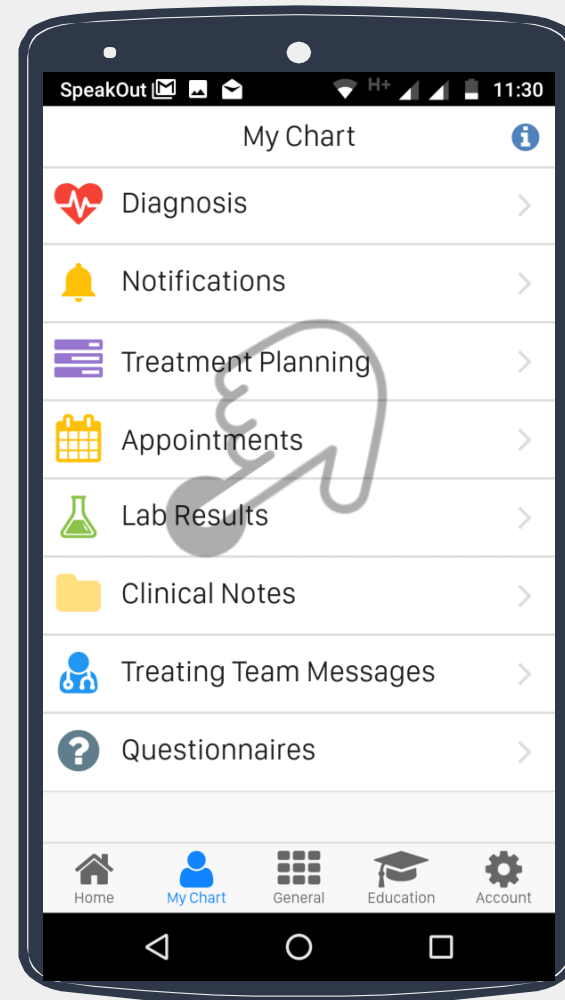 SpeakOut
H+
11:30
My Chart
Diagnosis
Notifications
Treatment Planning
Appointments
Lab Results
Clinical Notes
Treating Team Messages
Questionnaires
Home
My Chart
General
Education
Account